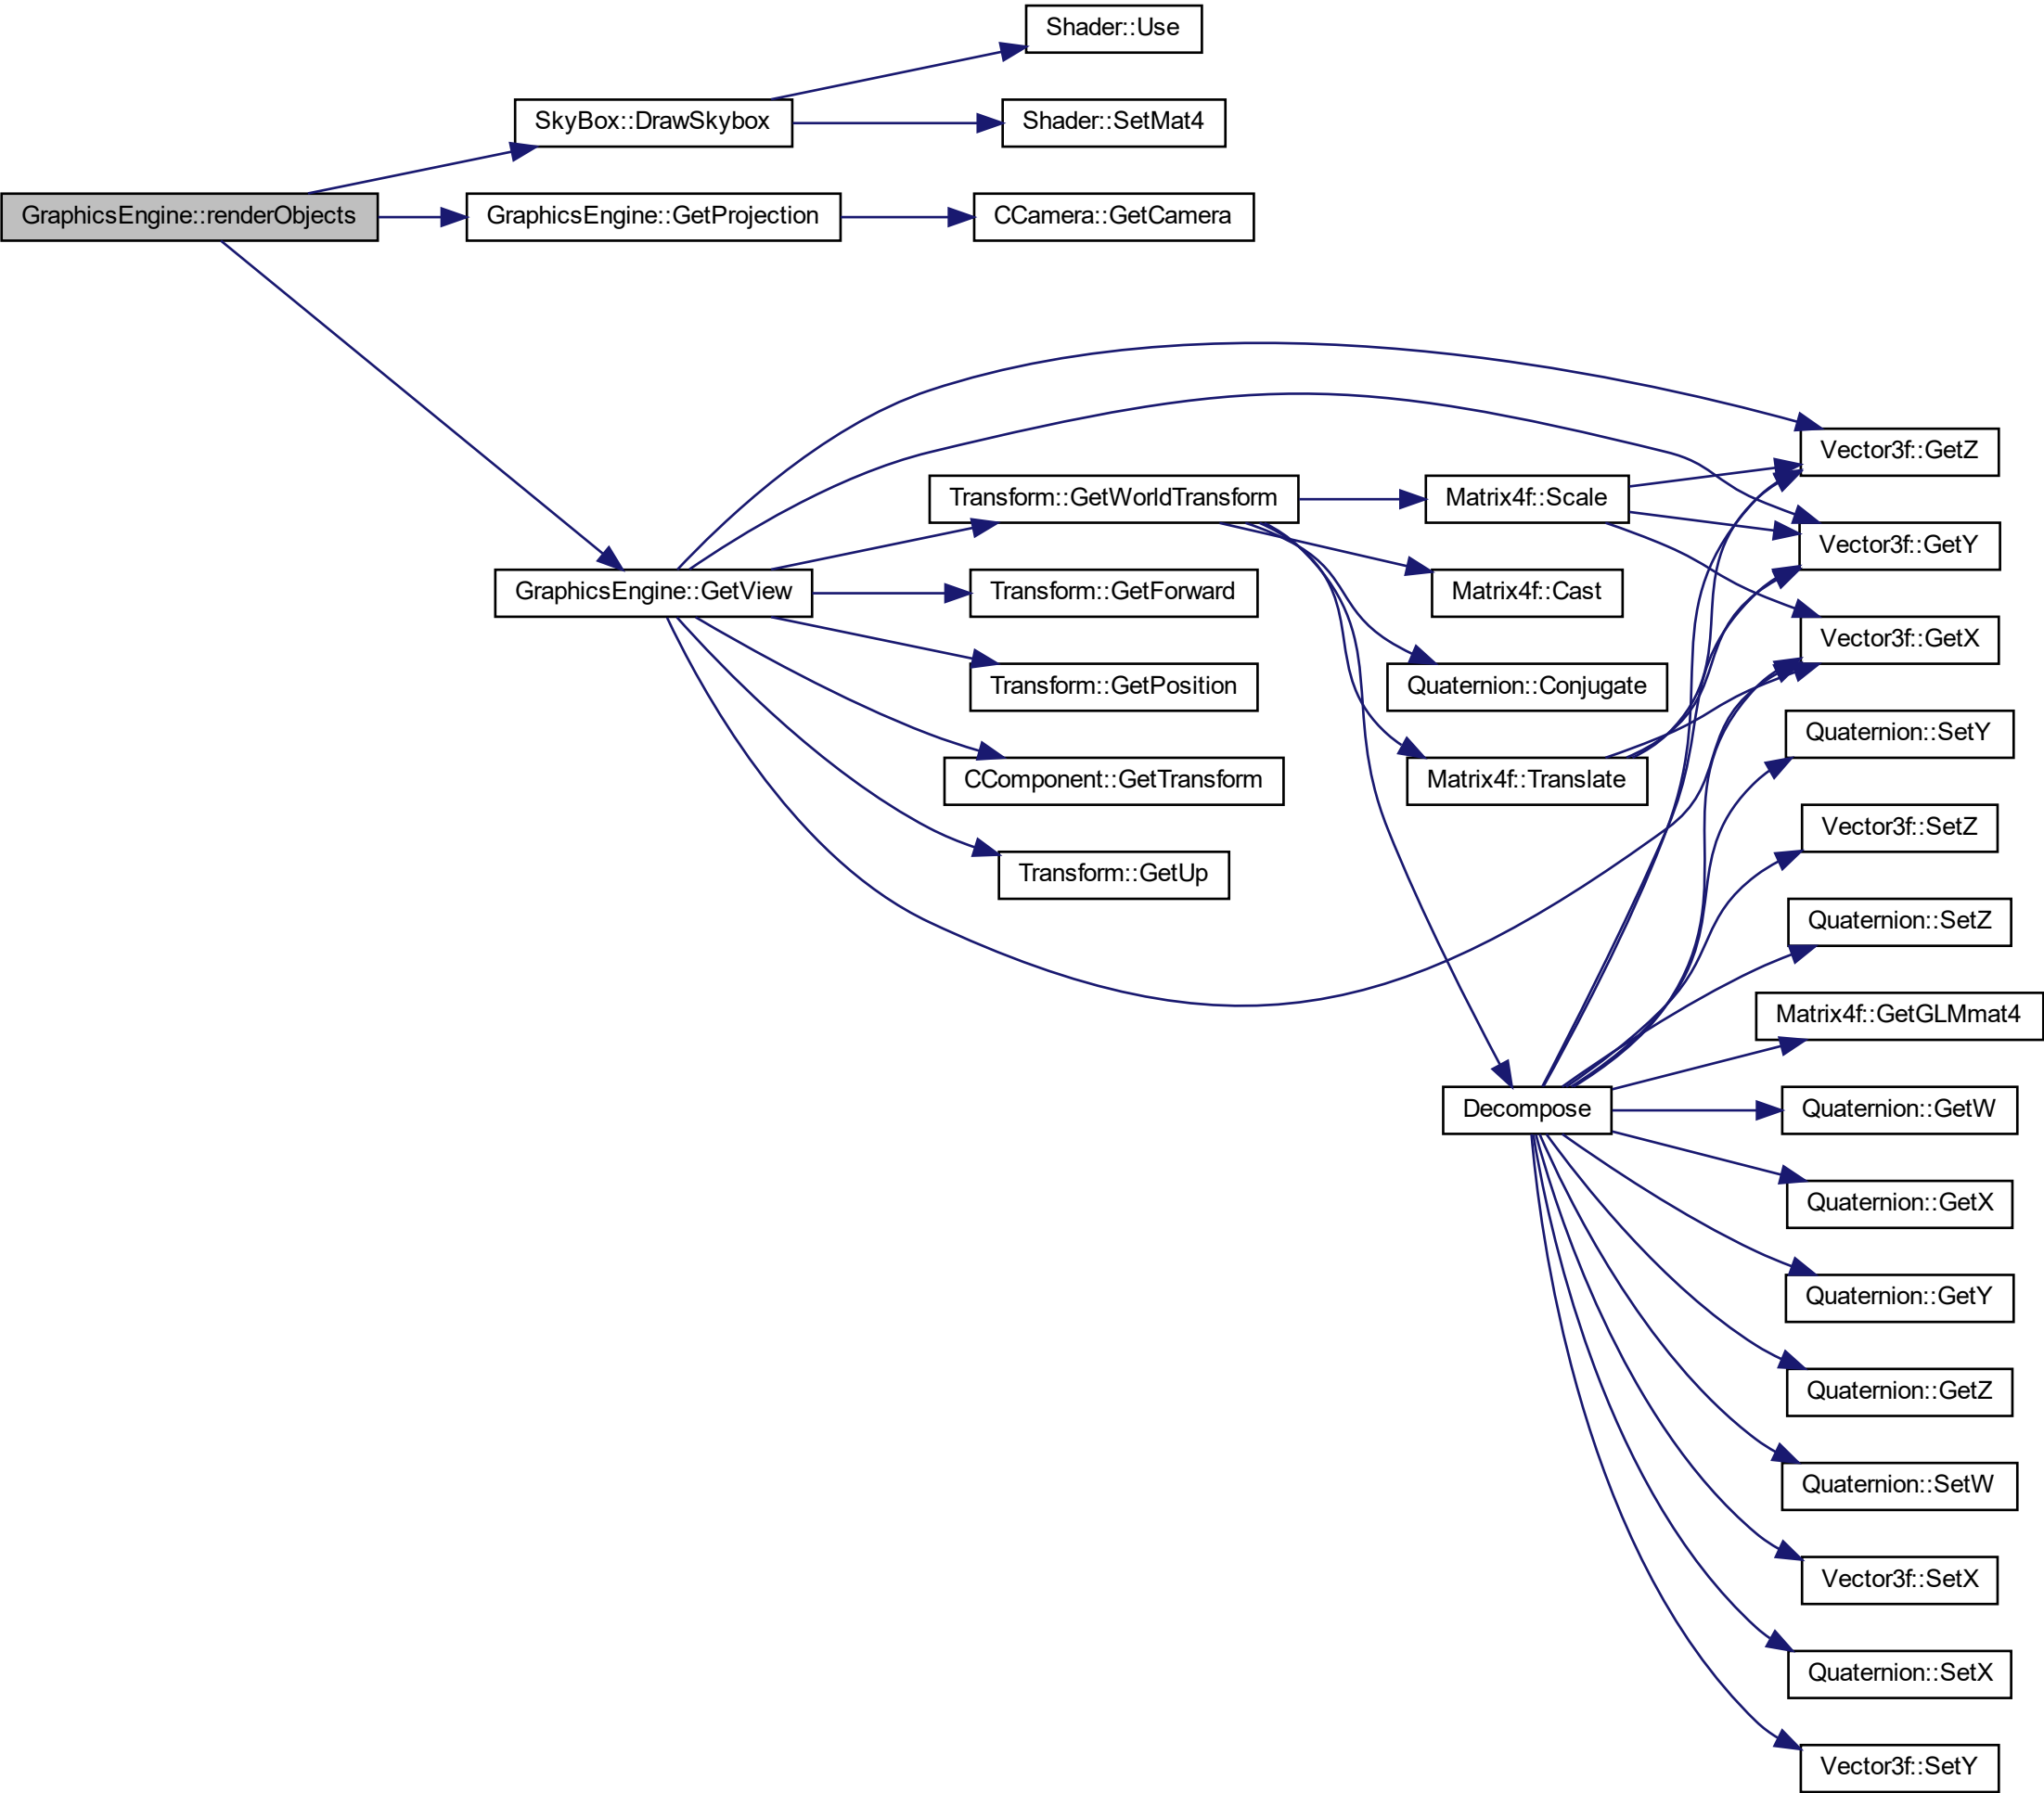 Shader::Use
SkyBox::DrawSkybox
Shader::SetMat4
GraphicsEngine::renderObjects
GraphicsEngine::GetProjection
CCamera::GetCamera
Vector3f::GetZ
Transform::GetWorldTransform
Matrix4f::Scale
Vector3f::GetY
GraphicsEngine::GetView
Transform::GetForward
Matrix4f::Cast
Vector3f::GetX
Transform::GetPosition
Quaternion::Conjugate
Quaternion::SetY
CComponent::GetTransform
Matrix4f::Translate
Vector3f::SetZ
Transform::GetUp
Quaternion::SetZ
Matrix4f::GetGLMmat4
Decompose
Quaternion::GetW
Quaternion::GetX
Quaternion::GetY
Quaternion::GetZ
Quaternion::SetW
Vector3f::SetX
Quaternion::SetX
Vector3f::SetY